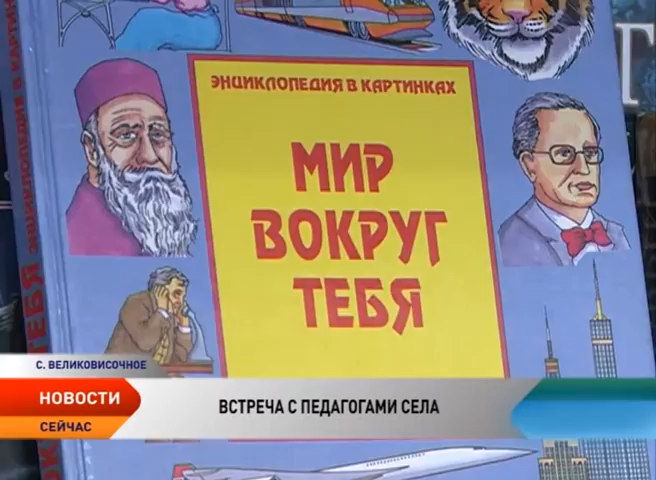 ЭНЦИКЛОПЕДИЯ В КАРТИНКАХ
МИР
ВОКРУГ
ТЕБЯ
С. ВЕЛИКОВИСОЧНОЕ
НОВОСТИ
СЕЙЧАС
ВСТРЕЧА С ПЕДАГОГАМИ СЕЛА